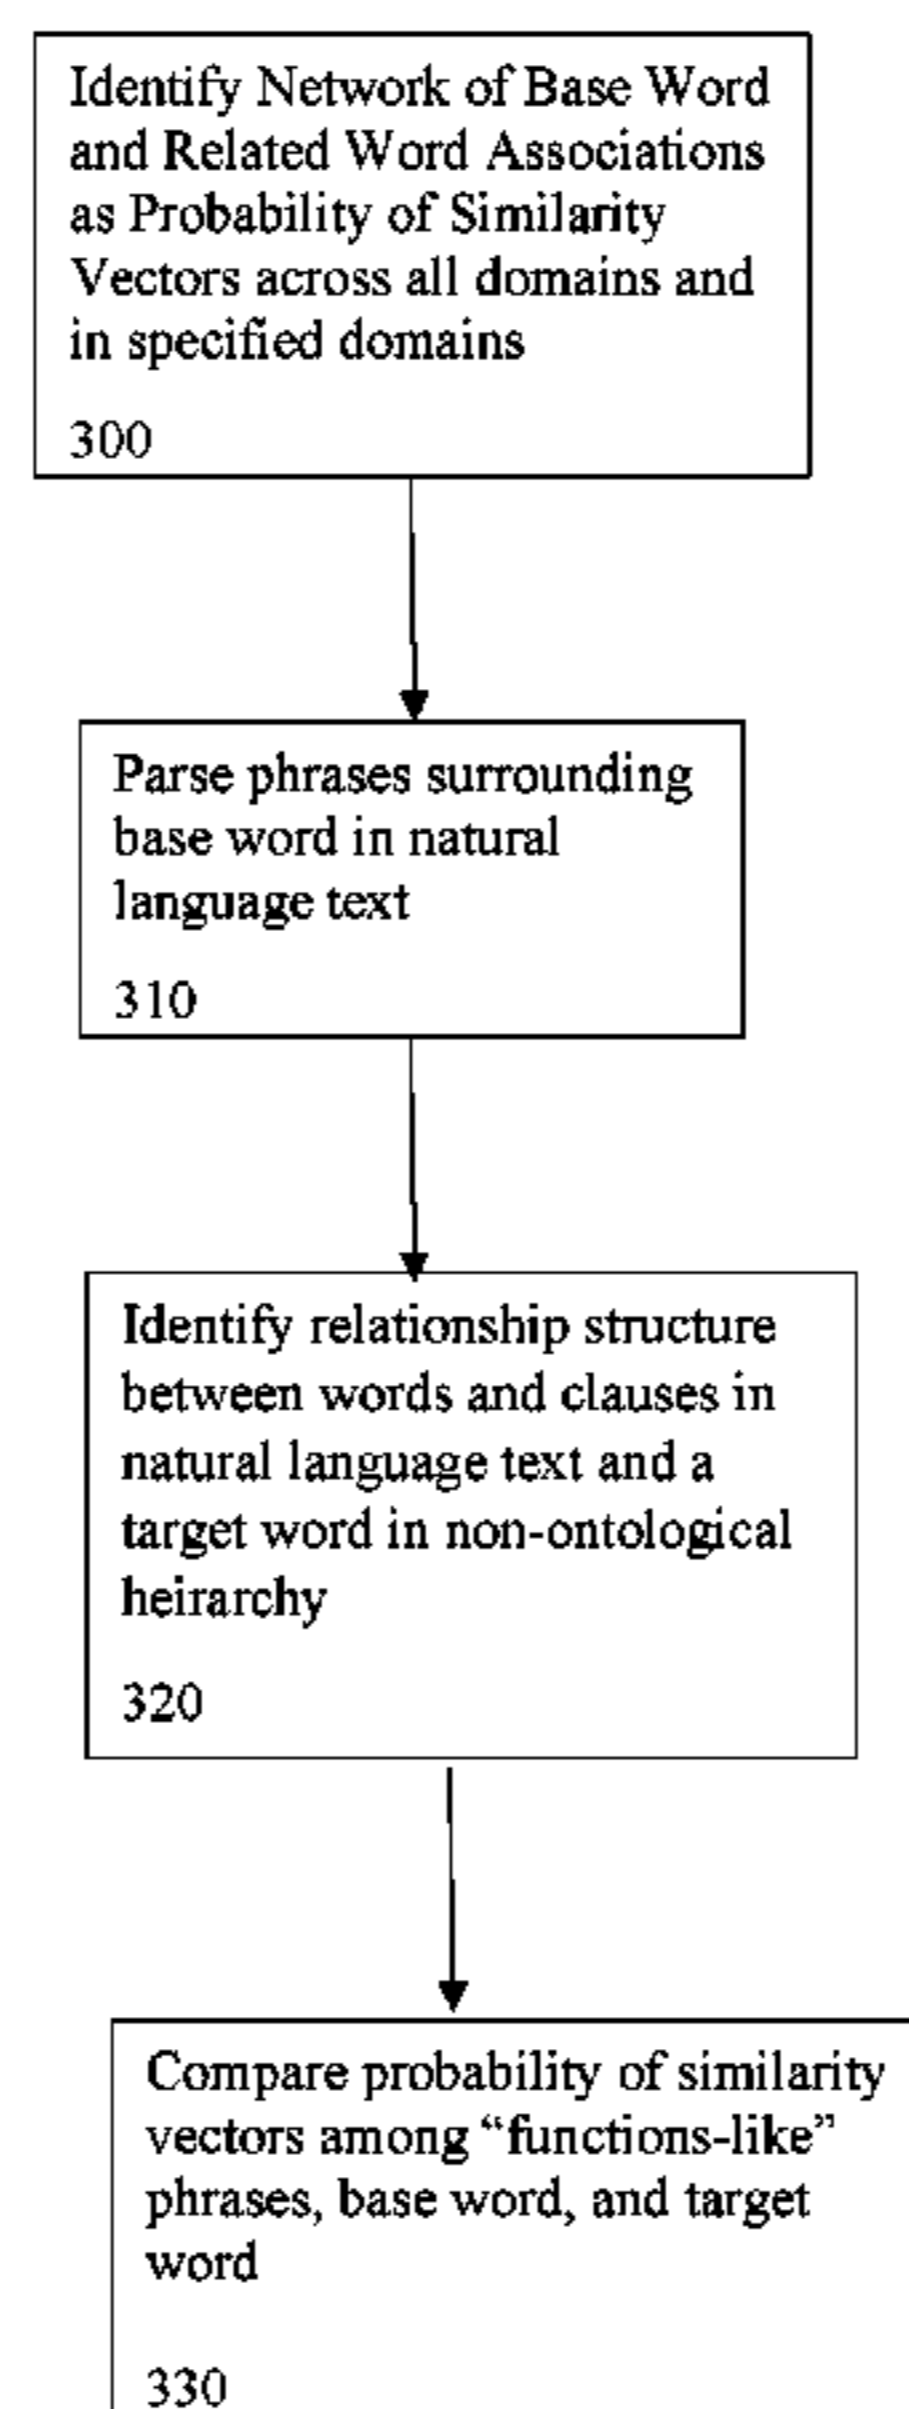 Identify Network of Base Word
and Related Word Associations
as Probability of Similarity
Vectors across all domains and
in specified domains
300
Parse phrases surrounding
base word in natural
language text
310
Identify relationship structure
between words and clauses in
natural language text and a
target word in non-ontological
heirarchy
320
Compare probability of similarity
vectors among “functions-like”
phrases, base word, and target
word
330